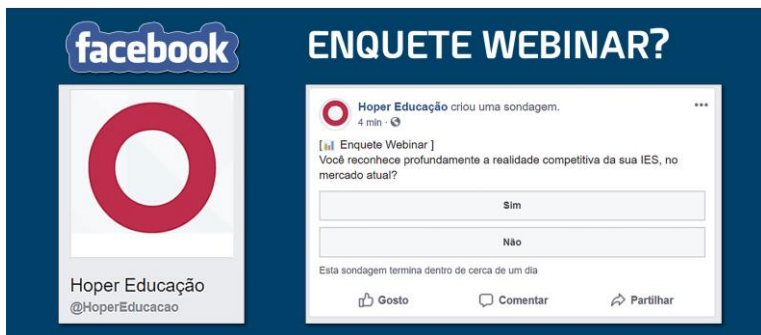 facebook
ENQUETE WEBINAR?
Hoper Educação
@HoperEducacao
Hoper Educação criou uma sondagem.
4 min ·
[ Enquete Webinar ]
Você reconhece profundamente a realidade competitiva da sua IES, no
mercado atual?
Sim
Não
Esta sondagem termina dentro de cerca de um dia
Gosto Comentar Partilhar